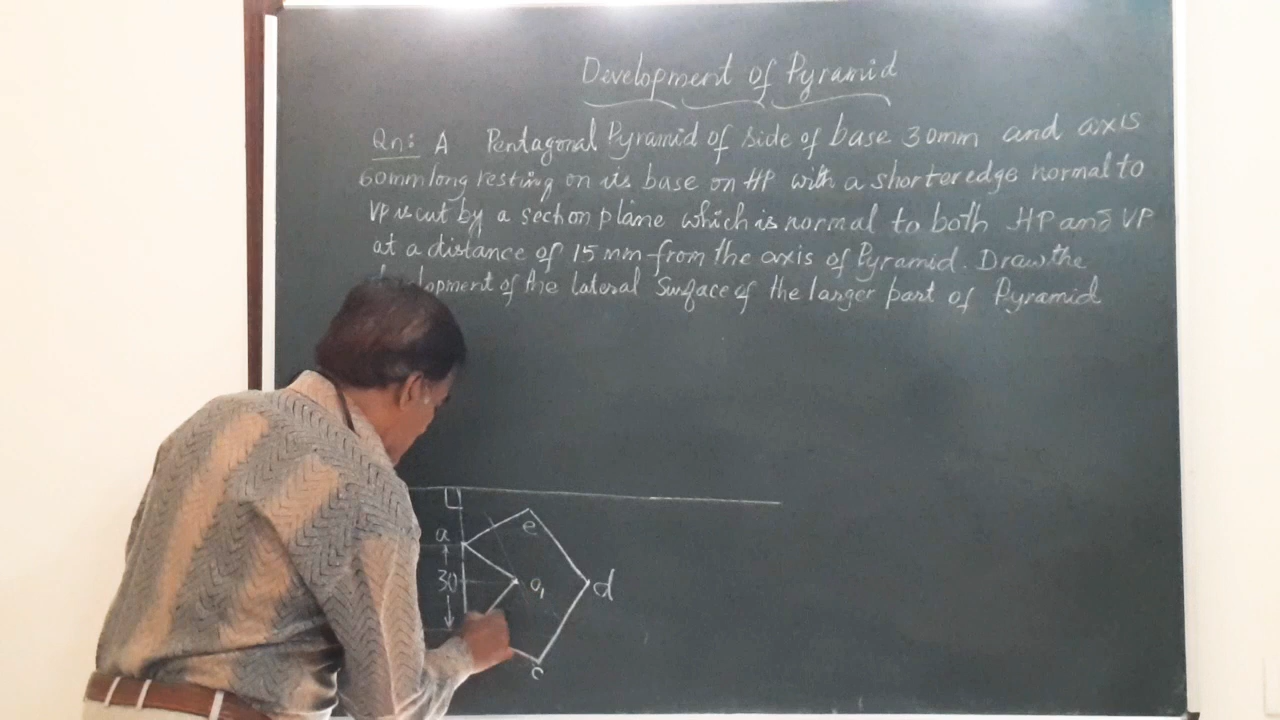 Development of Pyramid
Qn: A Pentagonal Pyramid of side of base 30mm and axis
60mm long resting on its base on HP with a shorter edge normal to
VP is cut by a section plane which is normal to both HP and VP
at a distance of 15 mm from the axis of Pyramid. Draw the
lopment of the lateral Surface of the larger part of Pyramid
e
a
30
o1
d
c